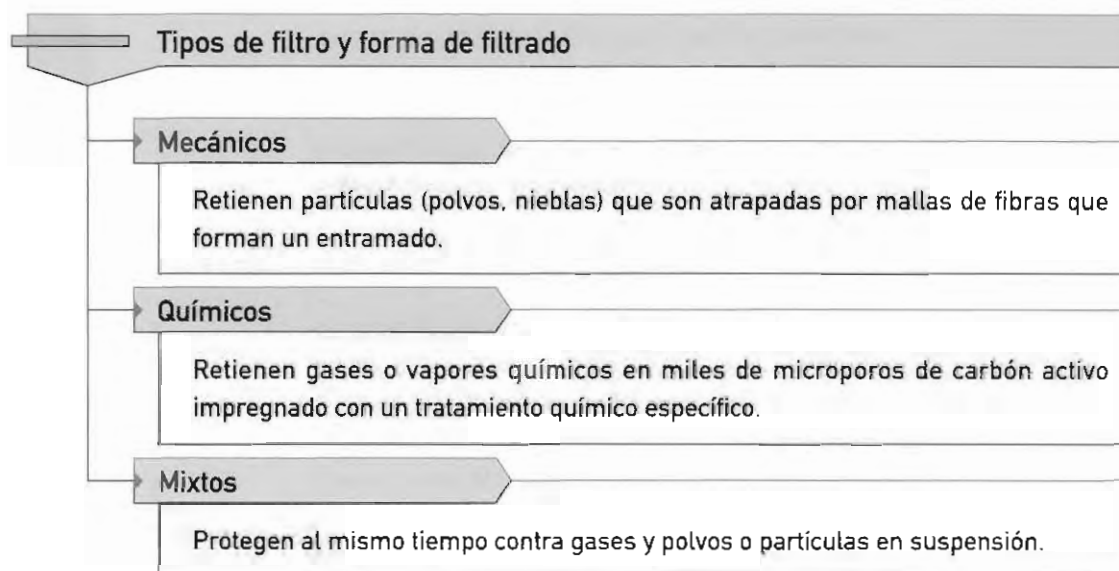 Tipos de filtro y forma de filtrado
Mecánicos
Retienen partículas (polvos, nieblas) que son atrapadas por mallas de fibras que
forman un entramado.
Químicos
Retienen gases o vapores químicos en miles de microporos de carbón activo
impregnado con un tratamiento químico específico.
Mixtos
Protegen al mismo tiempo contra gases y polvos o partículas en suspensión.